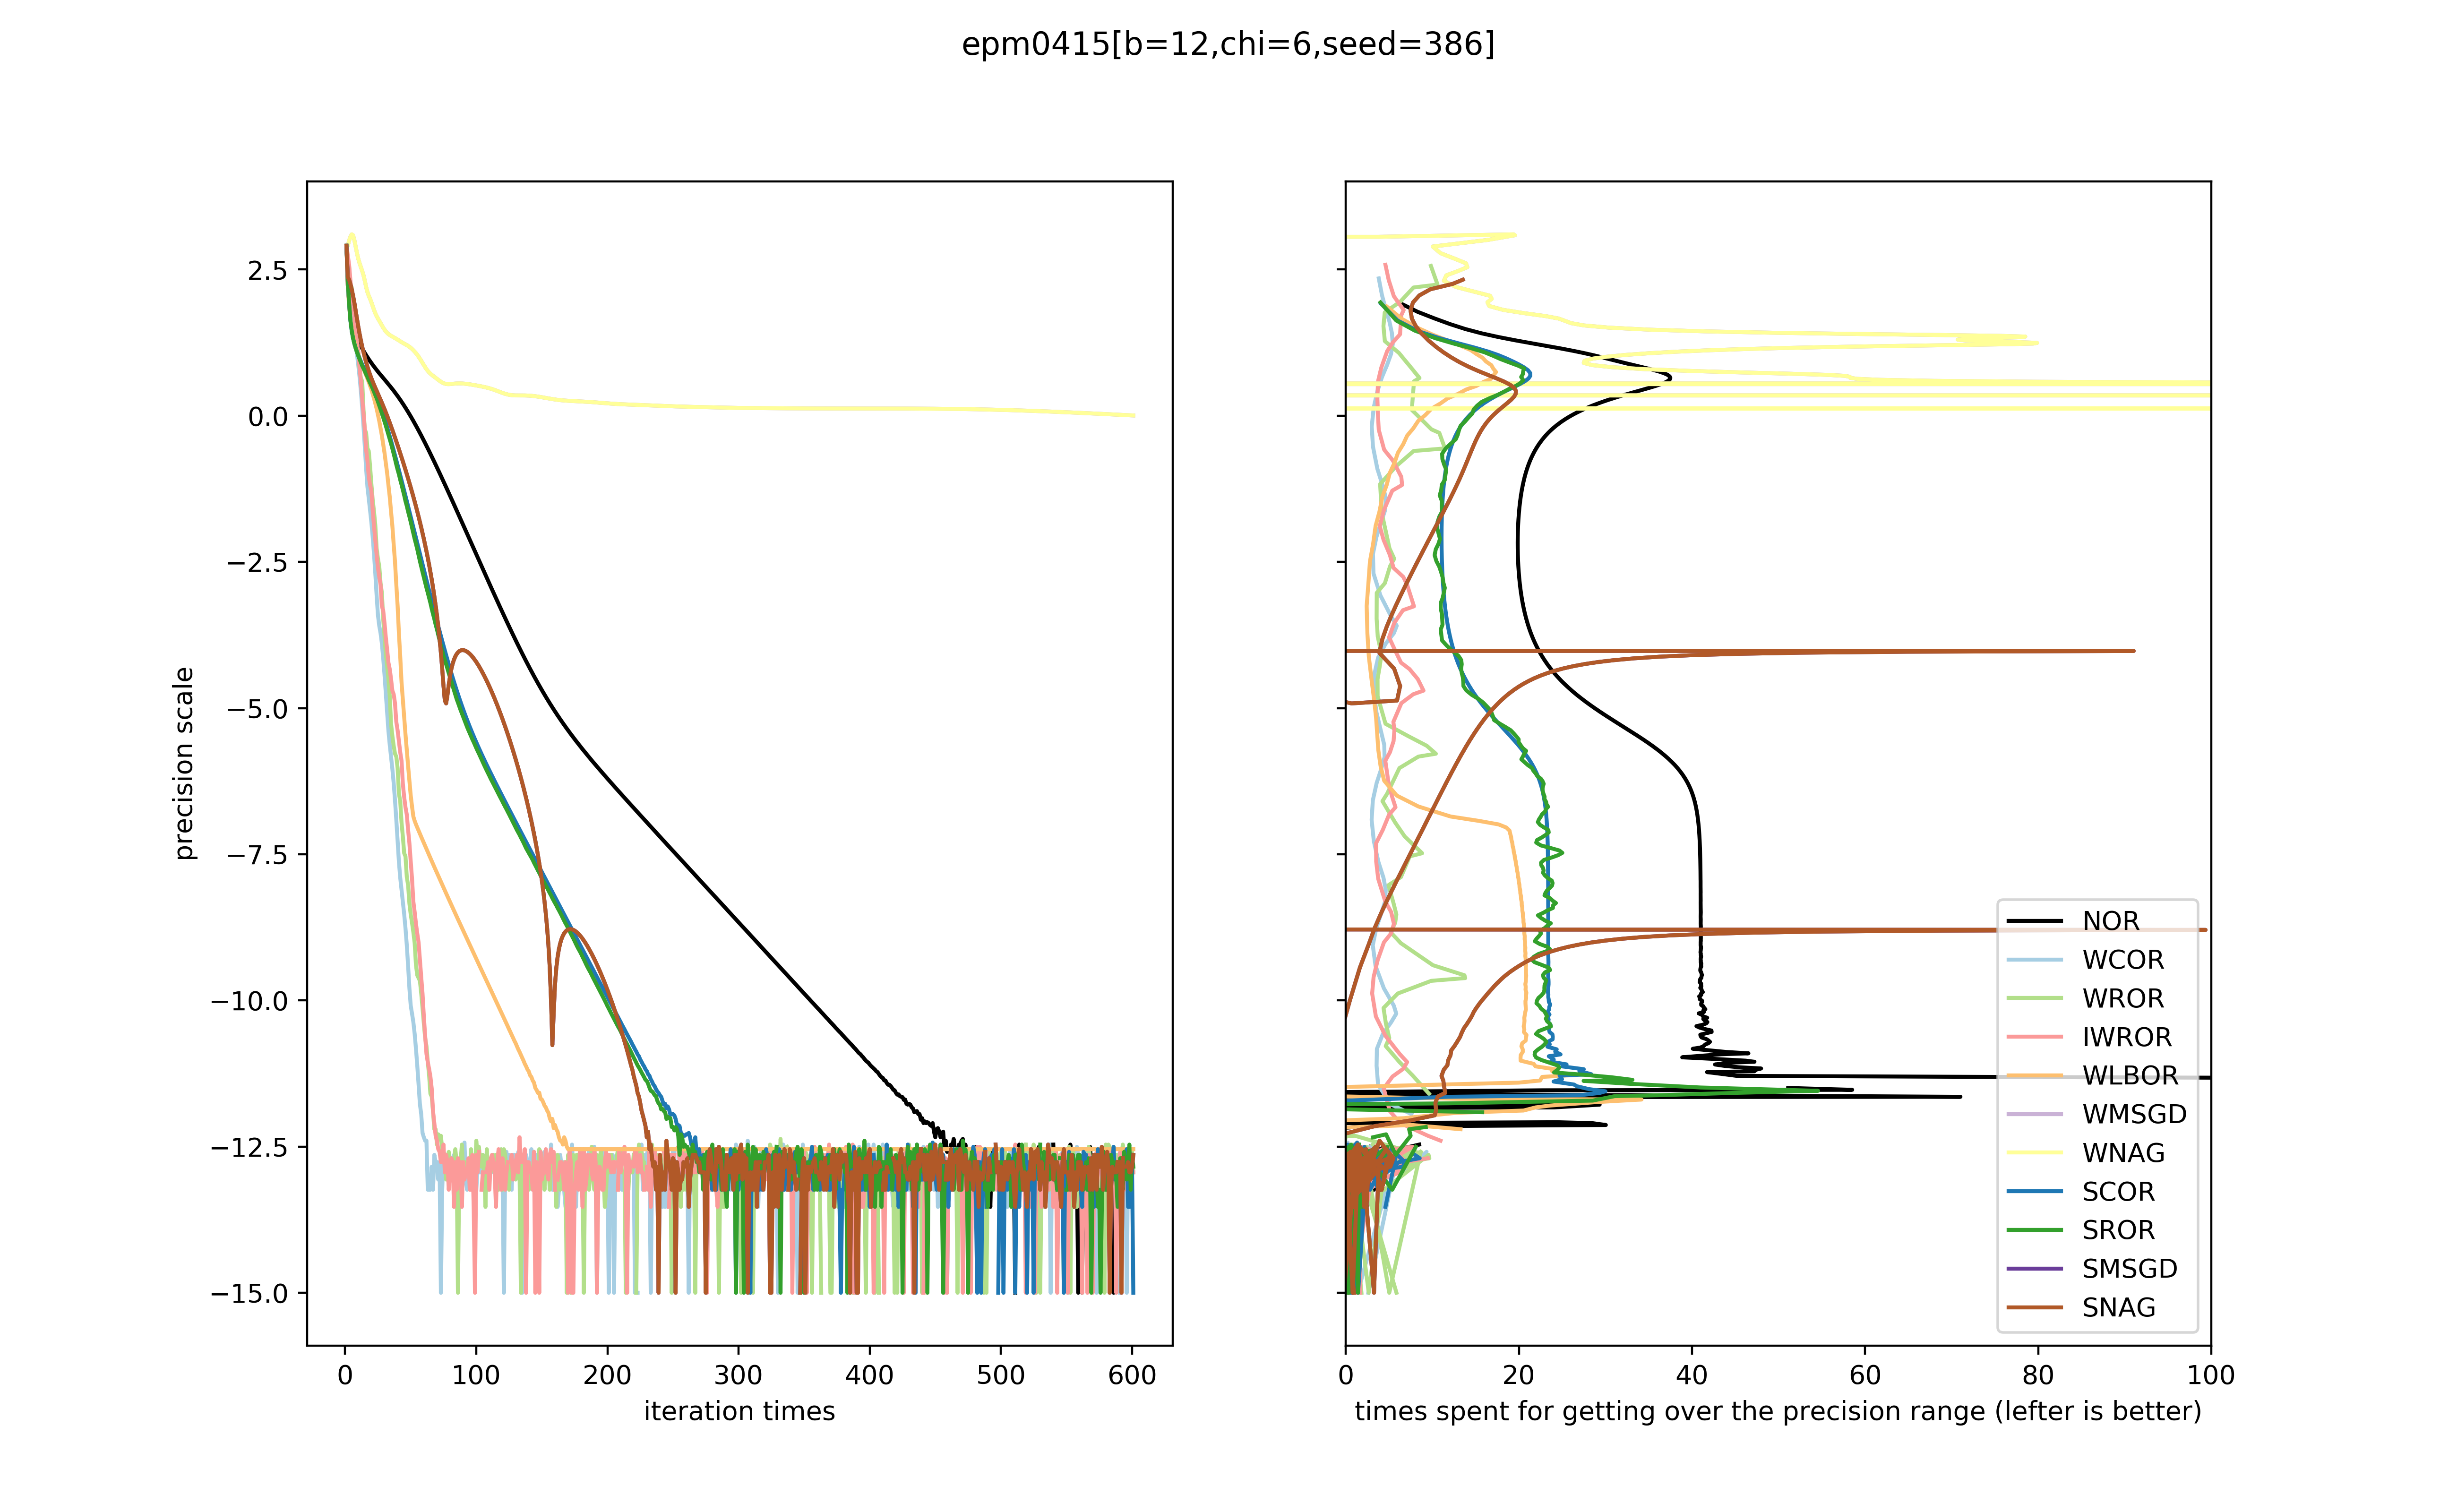 epm0415[b=12,chi=6,seed=386]
precision scale
2.5
0.0
−2.5
−5.0
−7.5
−10.0
−12.5
−15.0
0 100 200 300 400 500 600
iteration times
0 20 40 60 80 100
times spent for getting over the precision range (lefter is better)
NOR
WCOR
WROR
IWROR
WLBOR
WMSGD
WNAG
SCOR
SROR
SMSGD
SNAG